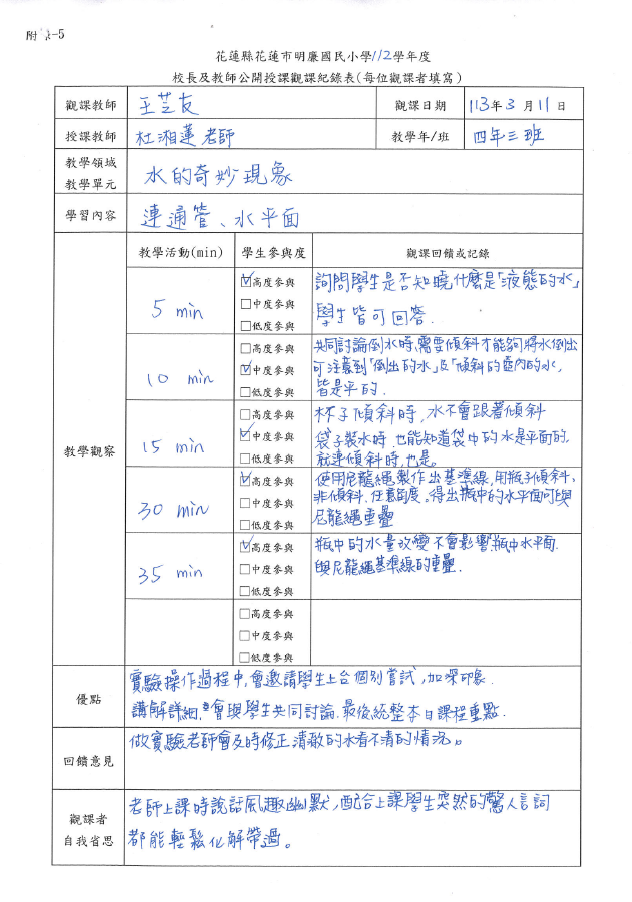 附 -5
花蓮縣花蓮市明廉國民小學112學年度
校長及教師公開授課觀課紀錄表(每位觀課者填寫)
觀課教師 王芝友 觀課日期 113年3月11日
授課教師 杜湘蓮老師 教學年/班 四年三班
教學領域
教學單元 水的奇妙現象
學習內容 連通管、水平面
教學觀察
教學活動(min) 學生參與度 觀課回饋或記錄
5 min
☑高度參與
□中度參與
□低度參與
詢問學生是否知曉什麼是「液態的水」
學生皆可回答.
10 min
□高度參與
☑中度參與
□低度參與
共同討論倒水時,需要傾斜才能夠將水倒出
可注意到「倒出的水」及「傾斜的壺內的水」
皆是平的.
15 min
□高度參與
☑中度參與
□低度參與
杯子傾斜時,水不會跟著傾斜
袋子裝水時.也能知道袋中的水是平面的,
就連傾斜時,也是。
30 min
☑高度參與
□中度參與
□低度參與
使用尼龍繩,製作出基準線,用瓶子傾斜、
非傾斜.任意角度。得出瓶中的水平面可與
尼龍繩重疊
35 min
☑高度參與
□中度參與
□低度參與
瓶中的水量改變不會影響瓶中水平面.
與尼龍繩基準線的重疊.
□高度參與
□中度參與
□低度參與
優點
實驗操作過程中,會邀請學生上台個別嘗試,加深印象.
講解詳細,會與學生共同討論.最後統整本日課程重點.
回饋意見
做實驗老師會及時修正清澈的水看不清的情況。
觀課者
自我省思
老師上課時說話風趣幽默,配合上課學生突然的驚人言詞
都能輕鬆化解帶過。